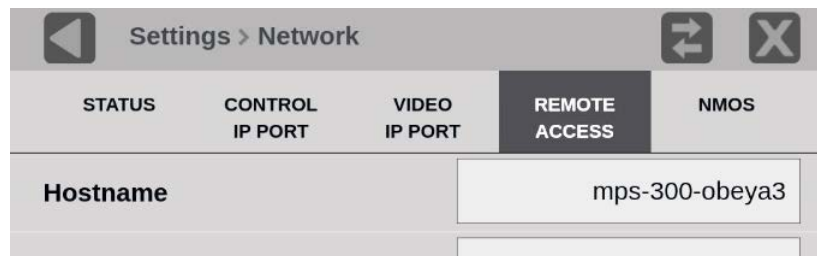 Settings > Network
STATUS
CONTROL
IP PORT
VIDEO
IP PORT
REMOTE
ACCESS
NMOS
Hostname
mps-300-obeya3